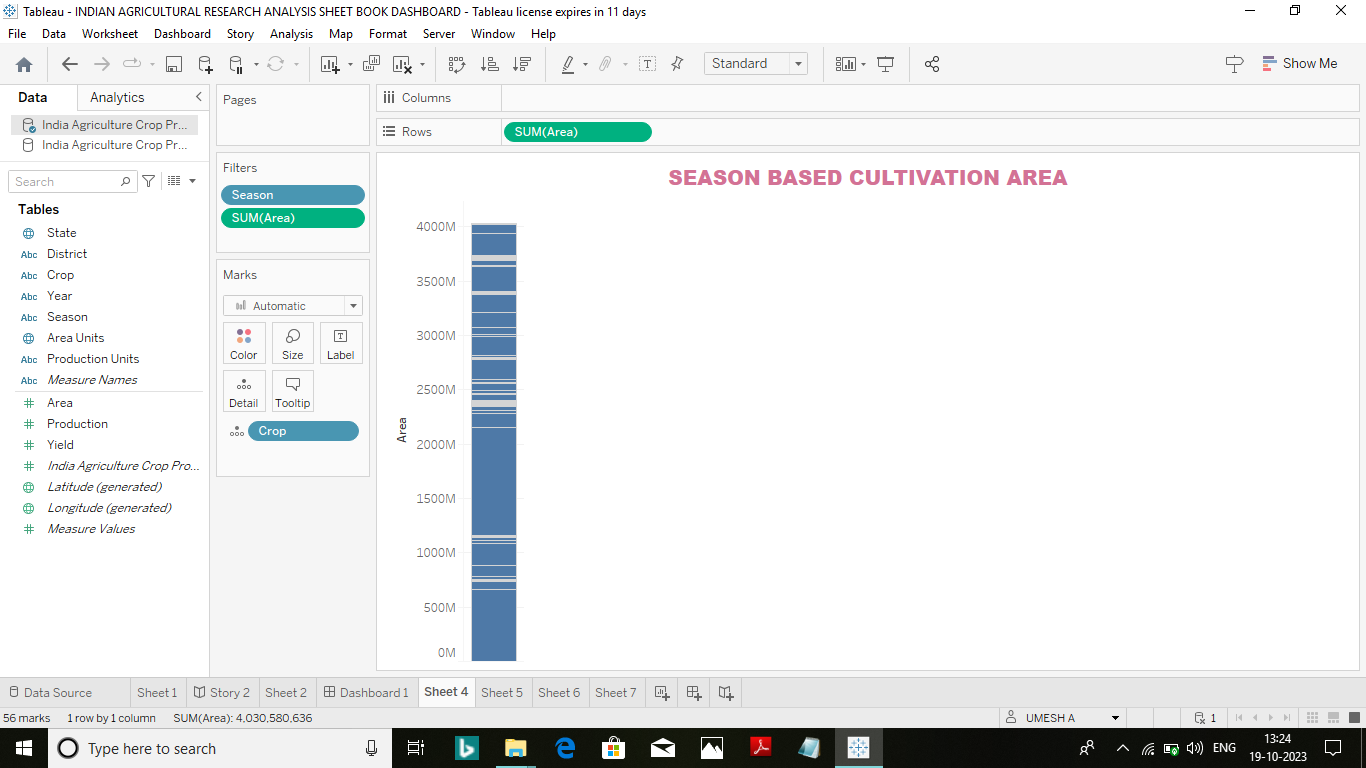 Tableau - INDIAN AGRICULTURAL RESEARCH ANALYSIS SHEET BOOK DASHBOARD - Tableau license expires in 11 days
File Data Worksheet Dashboard Story Analysis Map Format Server Window Help
Standard
Show Me
Data Analytics
India Agriculture Crop Pr...
India Agriculture Crop Pr...
Search
Tables
State
Abc District
Abc Crop
Abc Year
Abc Season
Area Units
Abc Production Units
Abc Measure Names
Area
Production
Yield
India Agriculture Crop Pro...
Latitude (generated)
Longitude (generated)
Measure Values
Pages
Filters
Season
SUM(Area)
Marks
Automatic
Color Size Label
Detail Tooltip
Crop
Columns
Rows SUM(Area)
SEASON BASED CULTIVATION AREA
4000M
3500M
3000M
2500M
2000M
1500M
1000M
500M
0M
Area
Data Source Sheet 1 Story 2 Sheet 2 Dashboard 1 Sheet 4 Sheet 5 Sheet 6 Sheet 7
56 marks 1 row by 1 column SUM(Area): 4,030,580,636 UMESH A 1
Type here to search
ENG
13:24
19-10-2023